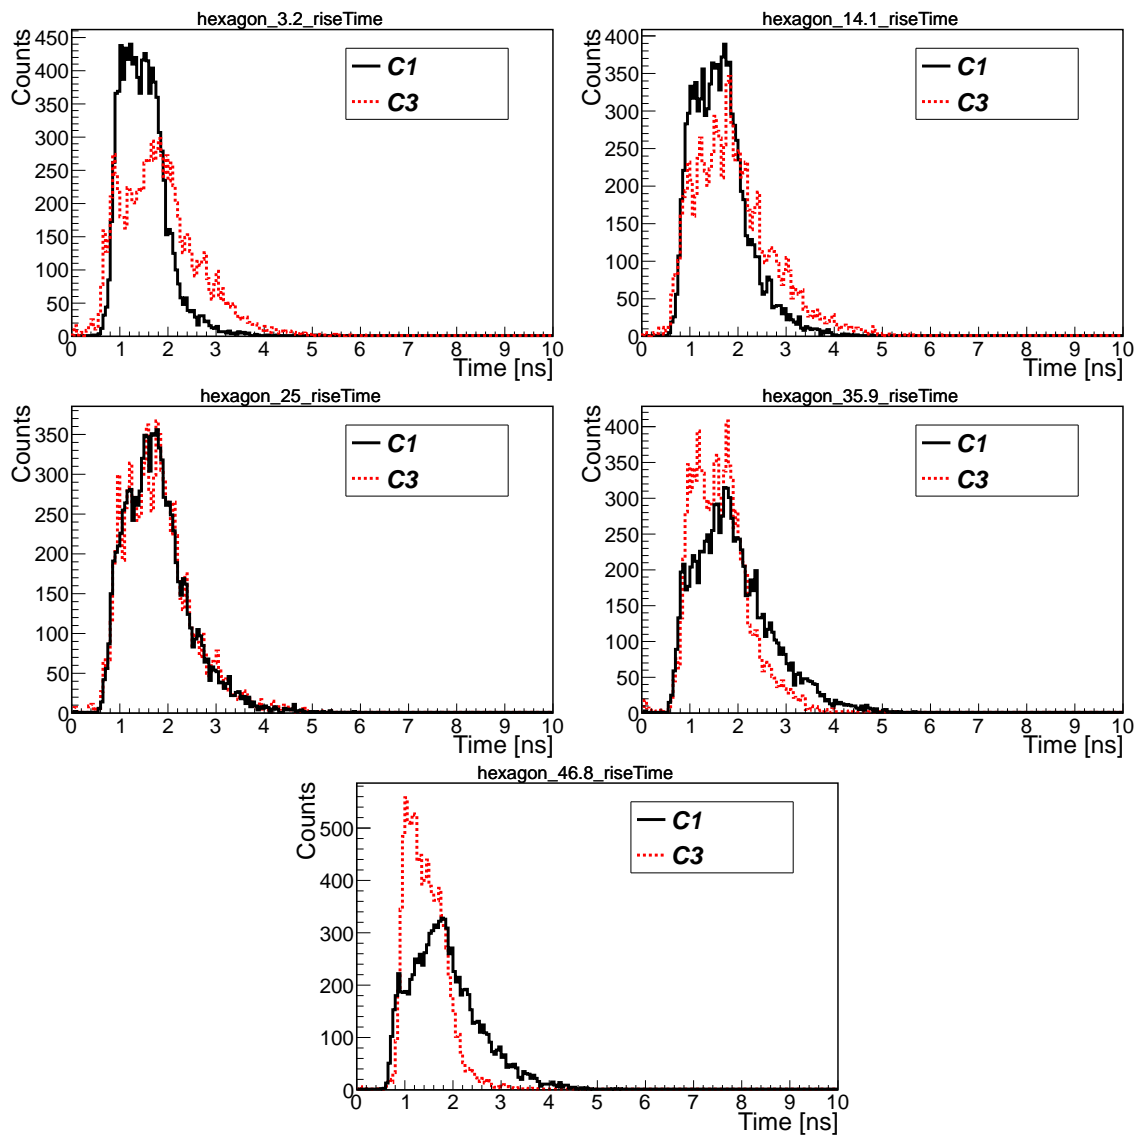 hexagon_3.2_riseTime
Counts
450
400
350
300
250
200
150
100
50
0
0 1 2 3 4 5 6 7 8 9 10
Time [ns]
C1
C3
hexagon_14.1_riseTime
Counts
400
350
300
250
200
150
100
50
0
0 1 2 3 4 5 6 7 8 9 10
Time [ns]
C1
C3
hexagon_25_riseTime
Counts
350
300
250
200
150
100
50
0
0 1 2 3 4 5 6 7 8 9 10
Time [ns]
C1
C3
hexagon_35.9_riseTime
Counts
400
350
300
250
200
150
100
50
0
0 1 2 3 4 5 6 7 8 9 10
Time [ns]
C1
C3
hexagon_46.8_riseTime
Counts
500
400
300
200
100
0
0 1 2 3 4 5 6 7 8 9 10
Time [ns]
C1
C3